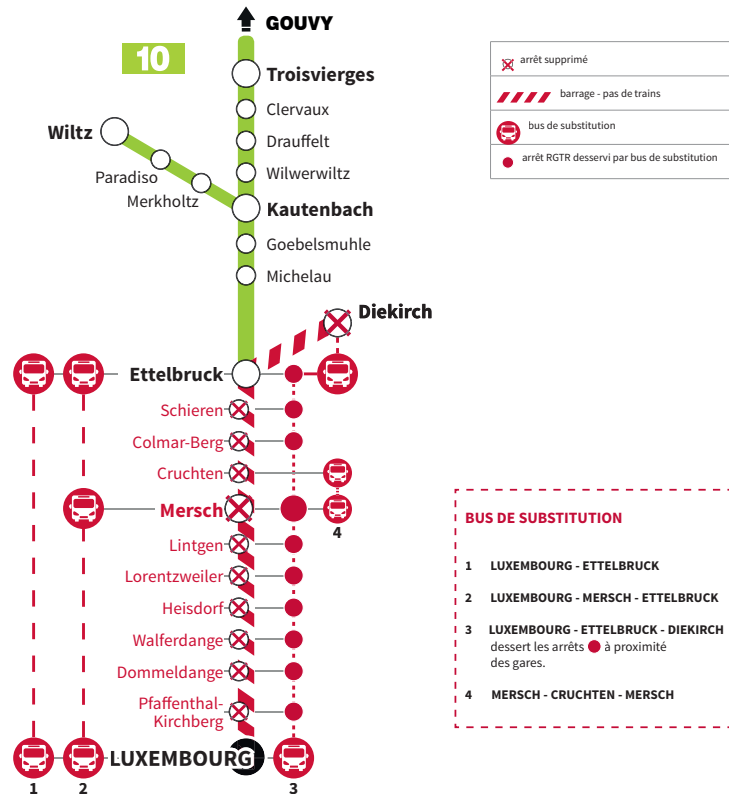 GOUVY
10
Troisvierges
Clervaux
Drauffelt
Wilwerwiltz
Wiltz
Paradiso
Merkholtz
Kautenbach
Goebelsmuhle
Michelau
Diekirch
Ettelbruck
Schieren
Colmar-Berg
Cruchten
Mersch
4
Lintgen
Lorentzweiler
Heisdorf
Walferdange
Dommeldange
Pfaffenthal-
Kirchberg
LUXEMBOURG
1
2
3
arrêt supprimé
barrage - pas de trains
bus de substitution
arrêt RGTR desservi par bus de substitution
BUS DE SUBSTITUTION
1 LUXEMBOURG - ETTELBRUCK
2 LUXEMBOURG - MERSCH - ETTELBRUCK
3 LUXEMBOURG - ETTELBRUCK - DIEKIRCH
dessert les arrêts à proximité
des gares.
4 MERSCH - CRUCHTEN - MERSCH